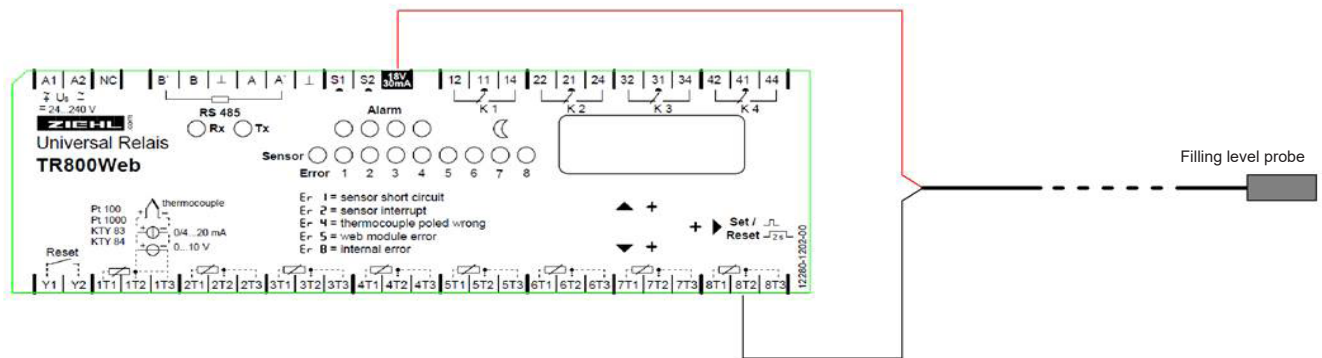 A1 A2 NC B' B ⊥ A A' ⊥ S1 S2 18V 30mA 12 11 14 22 21 24 32 31 34 42 41 44
Us
= 24...240 V
RS 485
Alarm
K 1 K 2 K 3 K 4
ZIEHL .com
Rx Tx
Universal Relais
TR800Web
Sensor
Error 1 2 3 4 5 6 7 8
Filling level probe
Er 1 = sensor short circuit
Er 2 = sensor interrupt
Er 4 = thermocouple poled wrong
Er 5 = web module error
Er 8 = internal error
thermocouple
Pt 100
Pt 1000
KTY 83
KTY 84
0/4...20 mA
0...10 V
▲ +
▼ +
+ ▶ Set /
Reset 2s
12280-1202-00
Reset
Y1 Y2 1T1 1T2 1T3 2T1 2T2 2T3 3T1 3T2 3T3 4T1 4T2 4T3 5T1 5T2 5T3 6T1 6T2 6T3 7T1 7T2 7T3 8T1 8T2 8T3